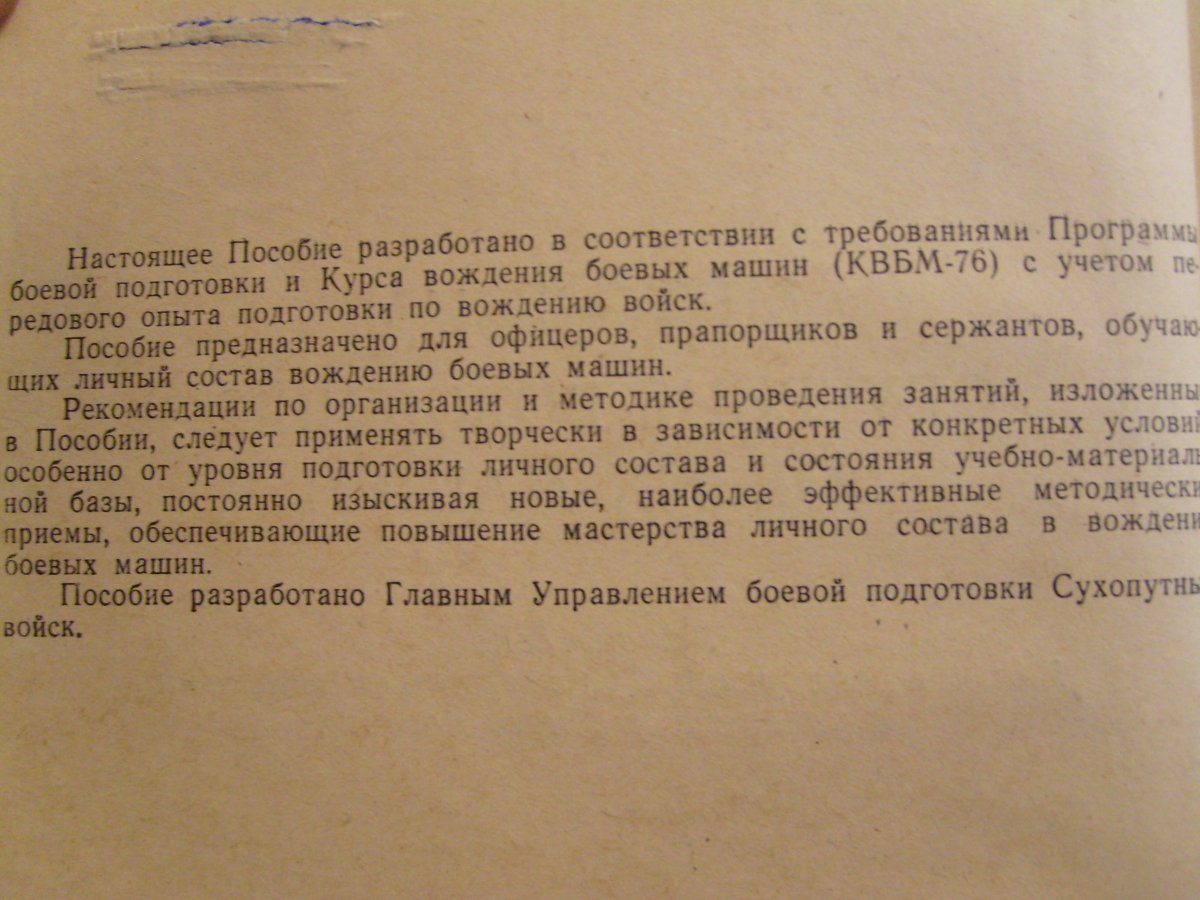 Настоящее Пособие разработано в соответствии с требованиями Программы
боевой подготовки и Курса вождения боевых машин (КВБМ-76) с учетом пе-
редового опыта подготовки по вождению войск.
Пособие предназначено для офицеров, прапорщиков и сержантов, обучаю-
щих личный состав вождению боевых машин.
Рекомендации по организации и методике проведения занятий, изложенны
в Пособии, следует применять творчески в зависимости от конкретных услови
особенно от уровня подготовки личного состава и состояния учебно-материаль
ной базы, постоянно изыскивая новые, наиболее эффективные методически
приемы, обеспечивающие повышение мастерства личного состава в вождени
боевых машин.
Пособие разработано Главным Управлением боевой подготовки Сухопутны
войск.